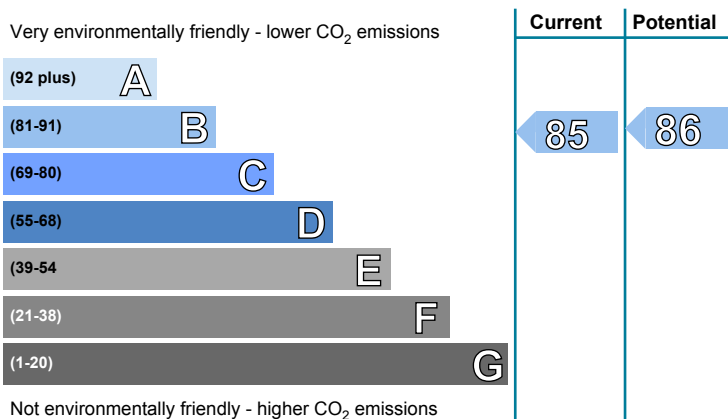 Current Potential
Very environmentally friendly - lower CO2 emissions
(92 plus) A
(81-91) B 85 86
(69-80) C
(55-68) D
(39-54 E
(21-38) F
(1-20) G
Not environmentally friendly - higher CO2 emissions